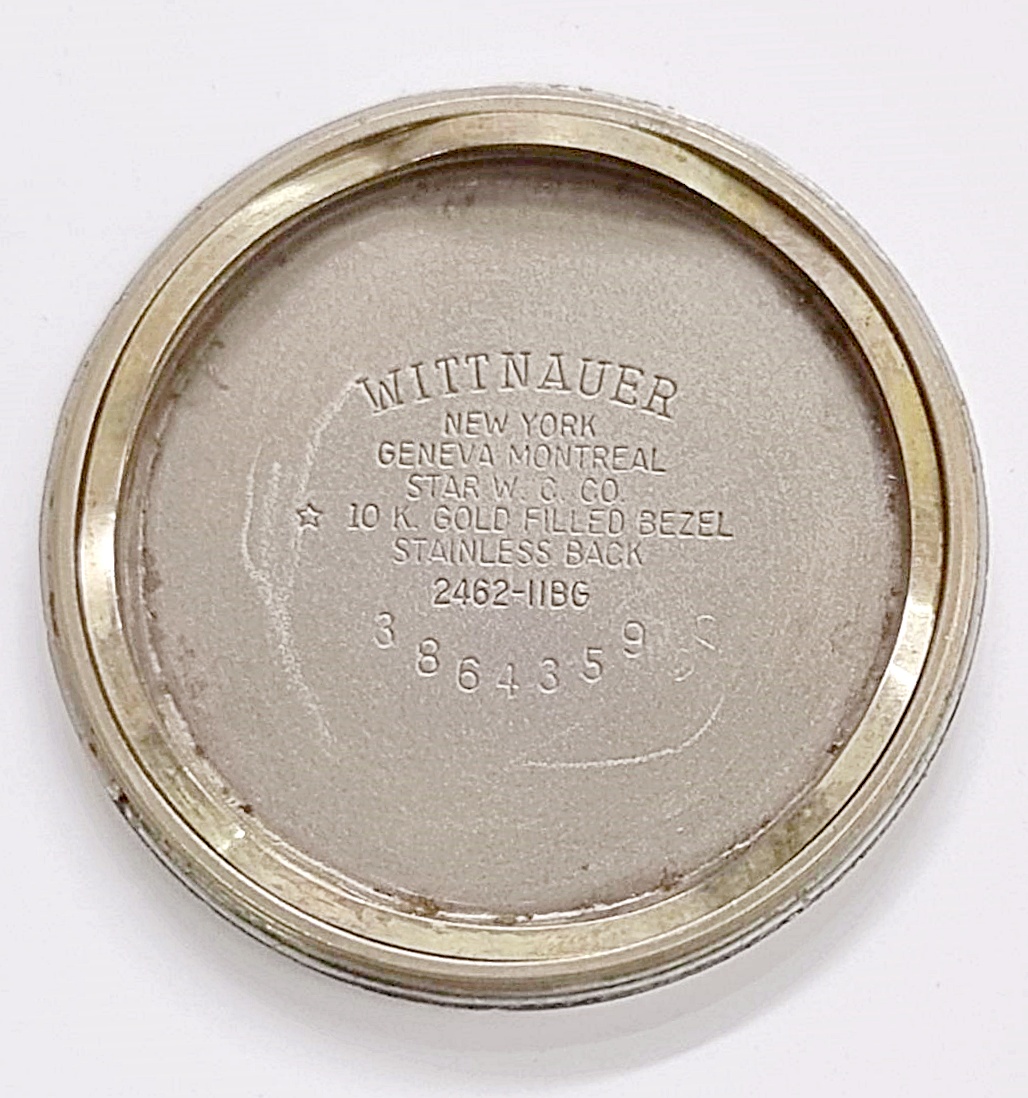 WITTNAUER
NEW YORK
GENEVA MONTREAL
STAR W. C. CO.
☆ 10 K. GOLD FILLED BEZEL
STAINLESS BACK
2462-11BG
3864359